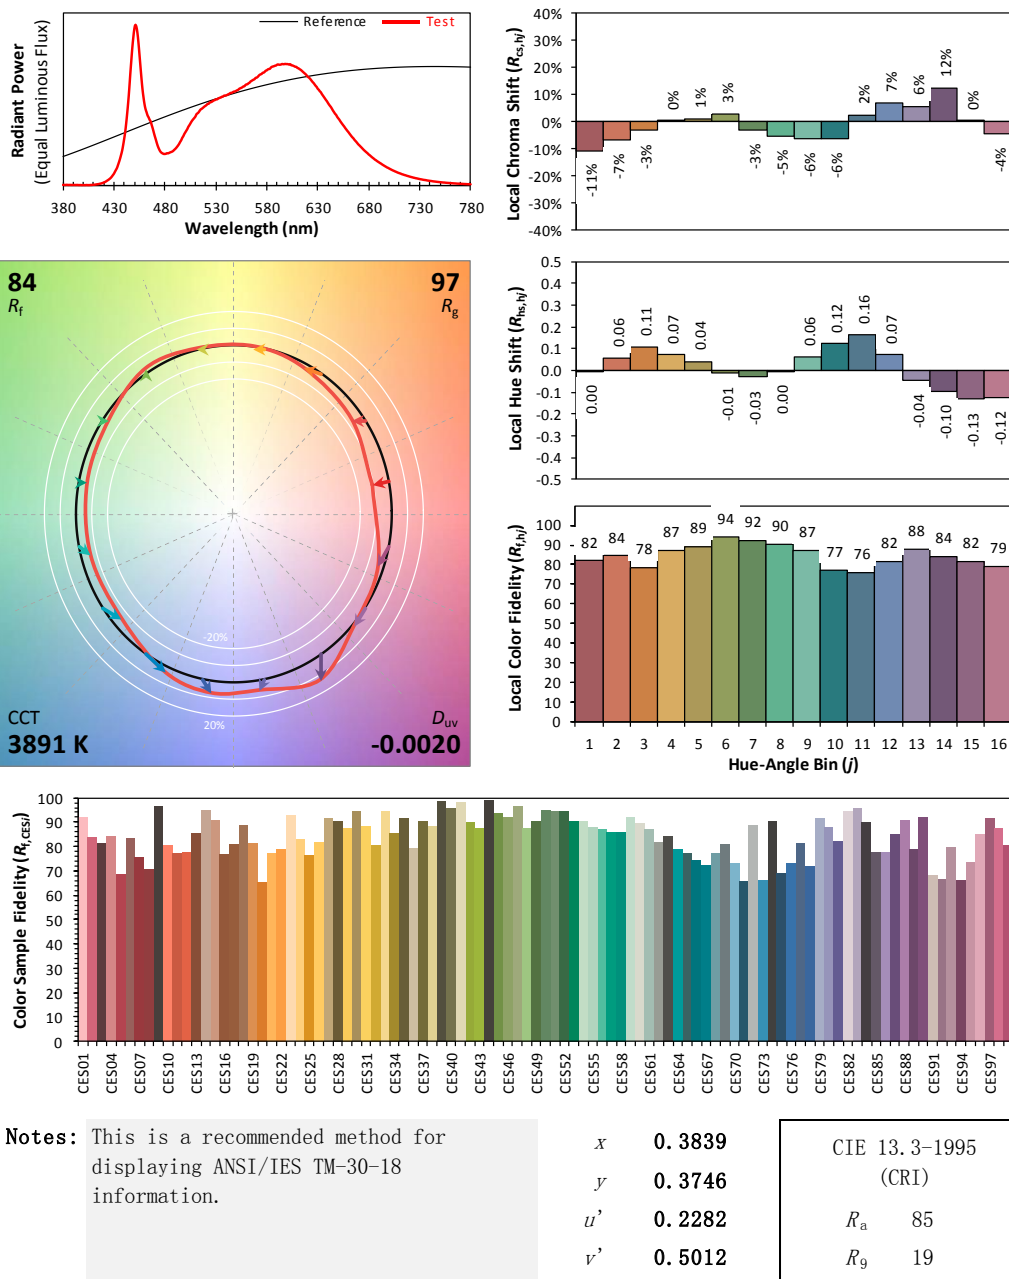 Reference Test
Radiant Power
(Equal Luminous Flux)
380 430 480 530 580 630 680 730 780
Wavelength (nm)
Local Chroma Shift (Rcs,hj)
40%
30%
20%
10%
0%
-10%
-20%
-30%
-40%
-11% -7% -3% 0% 1% 3% -3% -5% -6% -6% 2% 7% 6% 12% 0% -4%
84
Rf
97
Rg
-20%
20%
CCT
3891 K
Duv
-0.0020
Local Hue Shift (Rhs,hj)
0.5
0.4
0.3
0.2
0.1
0.0
-0.1
-0.2
-0.3
-0.4
-0.5
0.00 0.06 0.11 0.07 0.04 -0.01 -0.03 0.00 0.06 0.12 0.16 0.07 -0.04 -0.10 -0.13 -0.12
Local Color Fidelity (Rf,hj)
100
90
80
70
60
50
40
30
20
10
0
82 84 78 87 89 94 92 90 87 77 76 82 88 84 82 79
1 2 3 4 5 6 7 8 9 10 11 12 13 14 15 16
Hue-Angle Bin (j)
Color Sample Fidelity (Rf,CESi)
100
90
80
70
60
50
40
30
20
10
0
CES01 CES04 CES07 CES10 CES13 CES16 CES19 CES22 CES25 CES28 CES31 CES34 CES37 CES40 CES43 CES46 CES49 CES52 CES55 CES58 CES61 CES64 CES67 CES70 CES73 CES76 CES79 CES82 CES85 CES88 CES91 CES94 CES97
Notes: This is a recommended method for
displaying ANSI/IES TM-30-18
information.
x 0.3839
y 0.3746
u' 0.2282
v' 0.5012
CIE 13.3-1995
(CRI)
Ra 85
R9 19